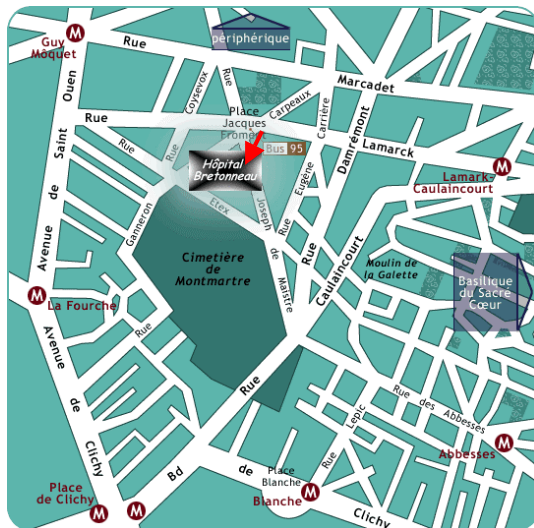 M
Guy
Môquet
Rue
périphérique
Marcadet
Ouen
Saint
de
Avenue
Rue
Rue
Coysevox
Rue
Rue
Place
Jacques
Froment
Carpeaux
Carrière
Eugène
Rue
Damrémont
Rue
Lamarck
Bus 95
Hôpital
Bretonneau
M
Lamark-
Caulaincourt
Ganneron
Etex
Joseph
de
Maistre
Caulaincourt
Rue
Cimetière
de
Montmartre
Moulin de
la Galette
Basilique
du Sacré
Cœur
M
La Fourche
Rue
Avenue
de
Clichy
Rue des Abbesses
Lepic
Rue
M
Abbesses
Bd
de
Clichy
Place
Blanche
Blanche
M
Place
de Clichy
M
M